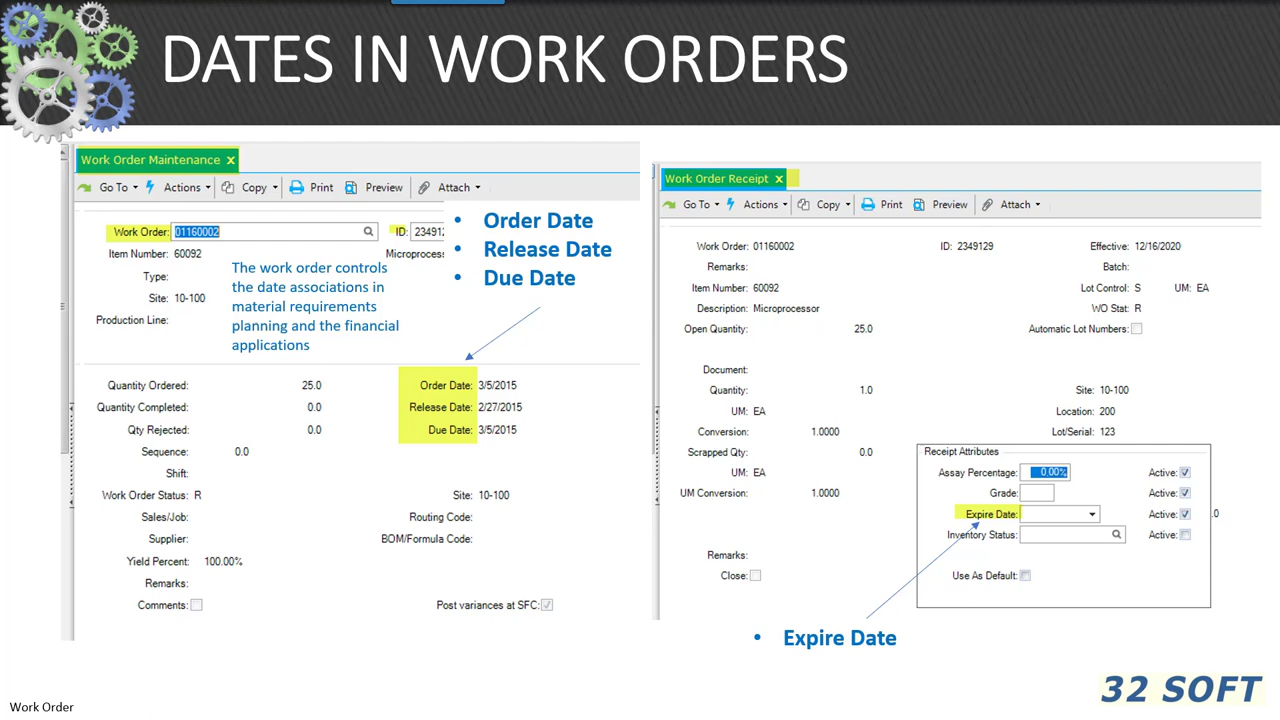 DATES IN WORK ORDERS
Work Order Maintenance x
Go To Actions Copy Print Preview Attach
Work Order: 01160002 ID: 234912
Item Number: 60092 Microprocess
Type:
Site: 10-100
Production Line:
The work order controls
the date associations in
material requirements
planning and the financial
applications
• Order Date
• Release Date
• Due Date
Quantity Ordered: 25.0 Order Date: 3/5/2015
Quantity Completed: 0.0 Release Date: 2/27/2015
Qty Rejected: 0.0 Due Date: 3/5/2015
Sequence: 0.0
Shift:
Work Order Status: R Site: 10-100
Sales/Job: Routing Code:
Supplier: BOM/Formula Code:
Yield Percent: 100.00%
Remarks:
Comments: Post variances at SFC:
Work Order Receipt x
Go To Actions Copy Print Preview Attach
Work Order: 01160002 ID: 2349129 Effective: 12/16/2020
Remarks: Batch:
Item Number: 60092 Lot Control: S UM: EA
Description: Microprocessor WO Stat: R
Open Quantity: 25.0 Automatic Lot Numbers:
Document:
Quantity: 1.0 Site: 10-100
UM: EA Location: 200
Conversion: 1.0000 Lot/Serial: 123
Scrapped Qty: 0.0
UM: EA
UM Conversion: 1.0000
Remarks:
Close:
Receipt Attributes
Assay Percentage: 0.00% Active:
Grade: Active:
Expire Date: Active: .0
Inventory Status: Active:
Use As Default:
• Expire Date
32 SOFT
Work Order